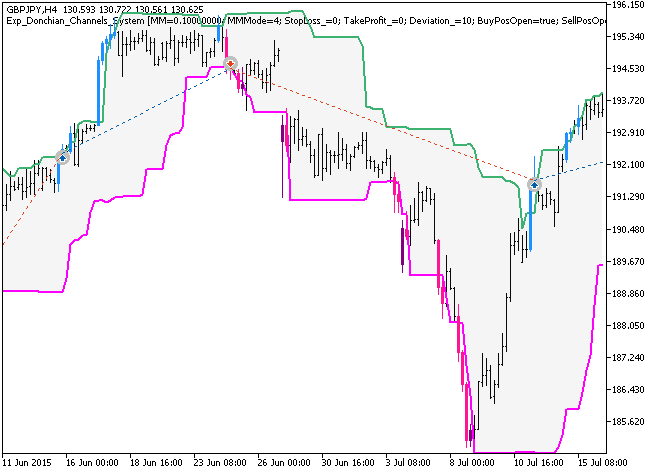 GBPJPY,H4 130.593 130.722 130.561 130.625
Exp_Donchian_Channels_System [MM=0.10000000; MMMode=4; StopLoss_=0; TakeProfit_=0; Deviation_=10; BuyPosOpen=true; SellPosOpe
196.150
195.340
194.530
193.720
192.910
192.100
191.290
190.480
189.670
188.860
188.050
187.240
186.430
185.620
11 Jun 2015
16 Jun 00:00
18 Jun 16:00
23 Jun 08:00
26 Jun 00:00
30 Jun 16:00
3 Jul 08:00
8 Jul 00:00
10 Jul 16:00
15 Jul 08:00